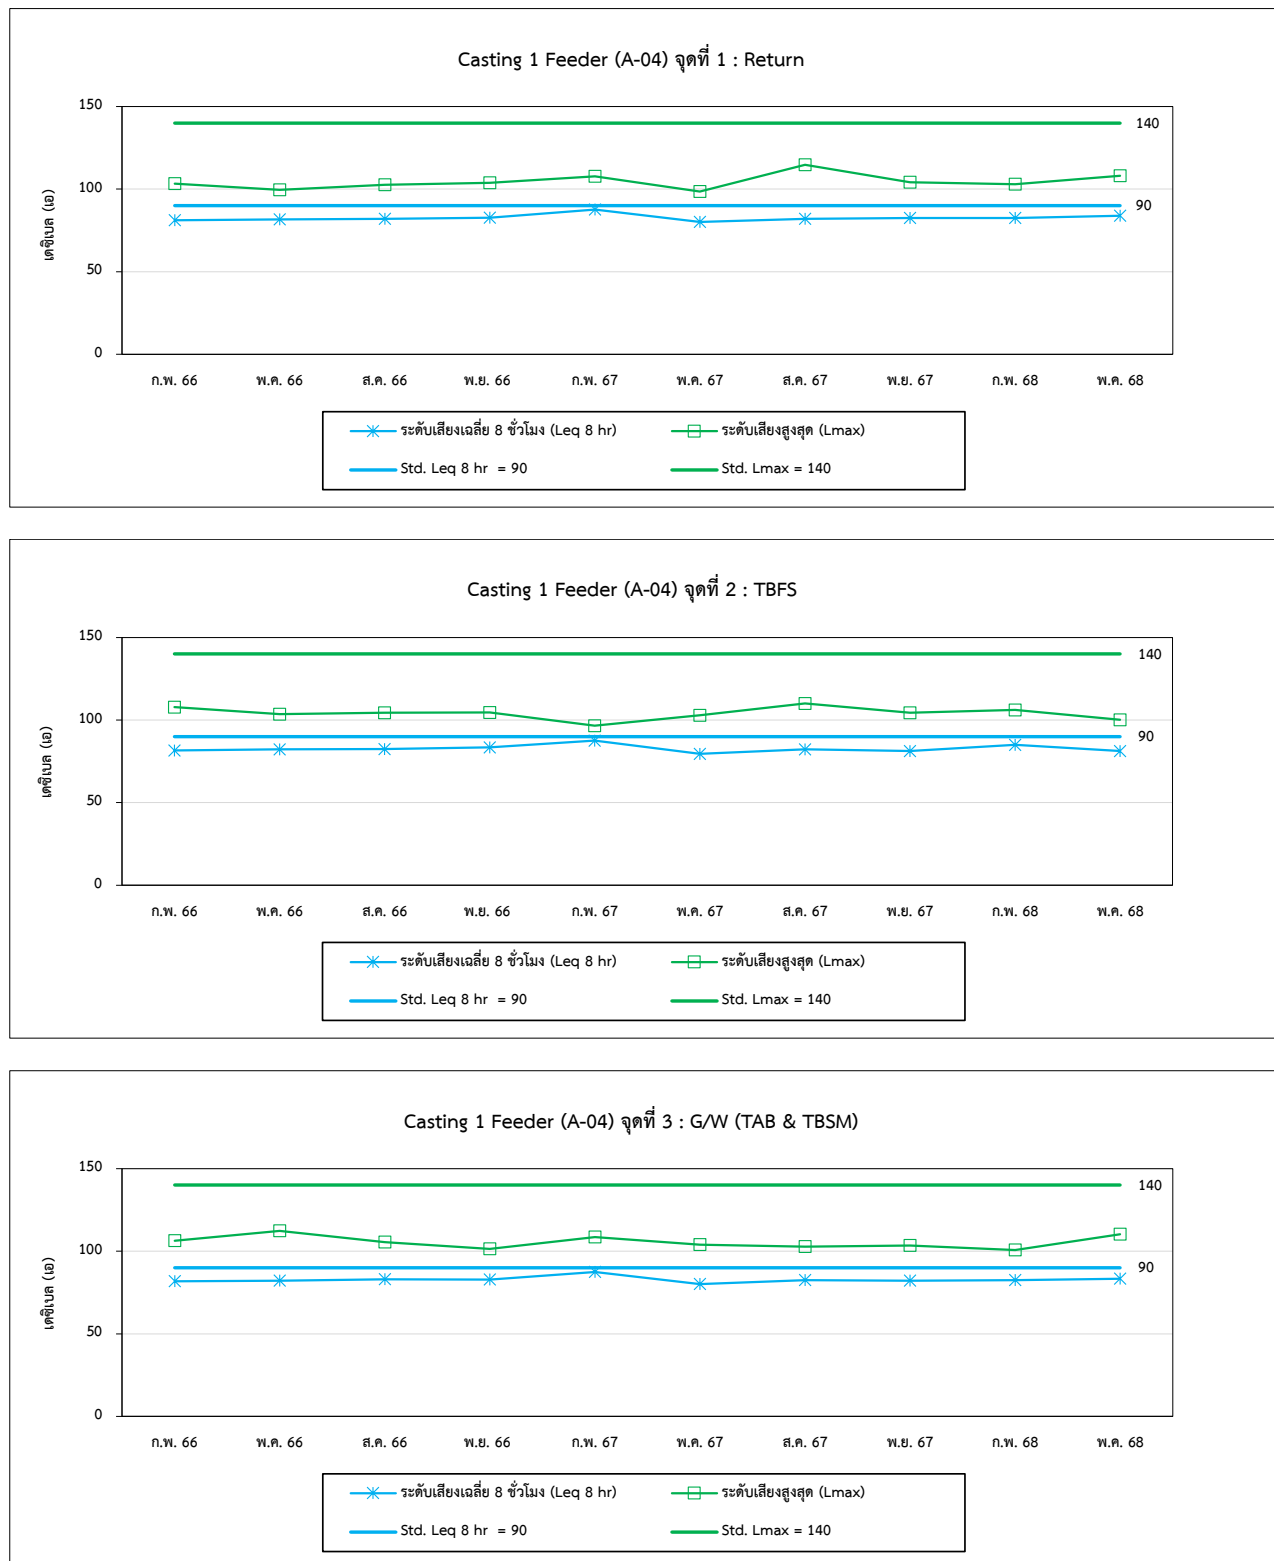 Casting 1 Feeder (A-04) จุดที่ 1 : Return
150
140
100
90
50
0
เดซิเบล (เอ)
ก.พ. 66 พ.ค. 66 ส.ค. 66 พ.ย. 66 ก.พ. 67 พ.ค. 67 ส.ค. 67 พ.ย. 67 ก.พ. 68 พ.ค. 68
ระดับเสียงเฉลี่ย 8 ชั่วโมง (Leq 8 hr) ระดับเสียงสูงสุด (Lmax)
Std. Leq 8 hr = 90 Std. Lmax = 140
Casting 1 Feeder (A-04) จุดที่ 2 : TBFS
150
140
100
90
50
0
เดซิเบล (เอ)
ก.พ. 66 พ.ค. 66 ส.ค. 66 พ.ย. 66 ก.พ. 67 พ.ค. 67 ส.ค. 67 พ.ย. 67 ก.พ. 68 พ.ค. 68
ระดับเสียงเฉลี่ย 8 ชั่วโมง (Leq 8 hr) ระดับเสียงสูงสุด (Lmax)
Std. Leq 8 hr = 90 Std. Lmax = 140
Casting 1 Feeder (A-04) จุดที่ 3 : G/W (TAB & TBSM)
150
140
100
90
50
0
เดซิเบล (เอ)
ก.พ. 66 พ.ค. 66 ส.ค. 66 พ.ย. 66 ก.พ. 67 พ.ค. 67 ส.ค. 67 พ.ย. 67 ก.พ. 68 พ.ค. 68
ระดับเสียงเฉลี่ย 8 ชั่วโมง (Leq 8 hr) ระดับเสียงสูงสุด (Lmax)
Std. Leq 8 hr = 90 Std. Lmax = 140